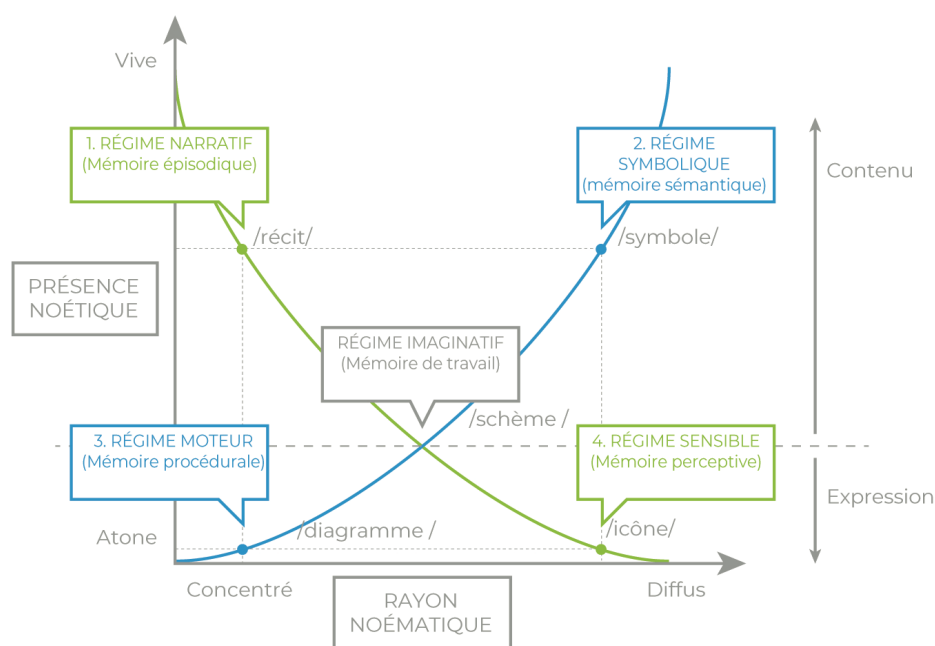 Vive
1. RÉGIME NARRATIF
(Mémoire épisodique)
2. RÉGIME
SYMBOLIQUE
(mémoire sémantique)
Contenu
/récit/
/symbole/
PRÉSENCE
NOÉTIQUE
RÉGIME IMAGINATIF
(Mémoire de travail)
/schème /
3. RÉGIME MOTEUR
(Mémoire procédurale)
4. RÉGIME SENSIBLE
(Mémoire perceptive)
Expression
Atone
/diagramme /
/icône/
Concentré
RAYON
NOÉMATIQUE
Diffus